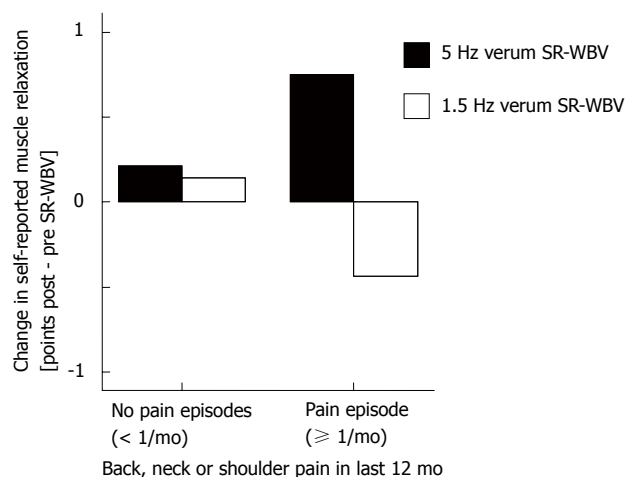 Change in self-reported muscle relaxation
[points post - pre SR-WBV]
1
0
-1
5 Hz verum SR-WBV
1.5 Hz verum SR-WBV
No pain episodes
(< 1/mo)
Pain episode
(≥ 1/mo)
Back, neck or shoulder pain in last 12 mo